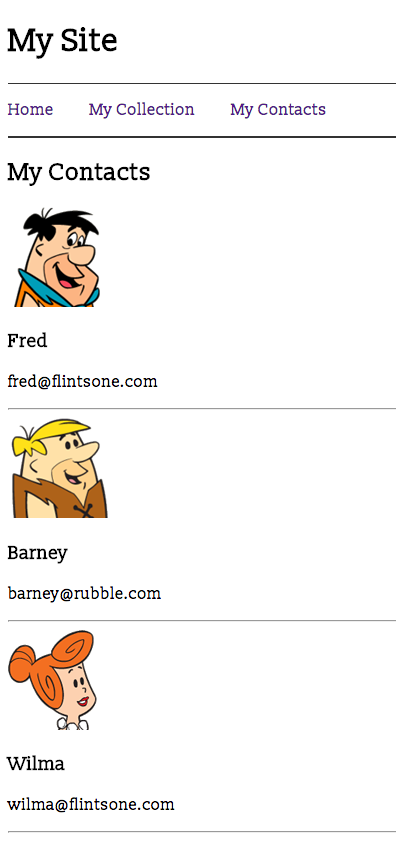 My Site
Home My Collection My Contacts
My Contacts
Fred
fred@flintsone.com
Barney
barney@rubble.com
Wilma
wilma@flintsone.com